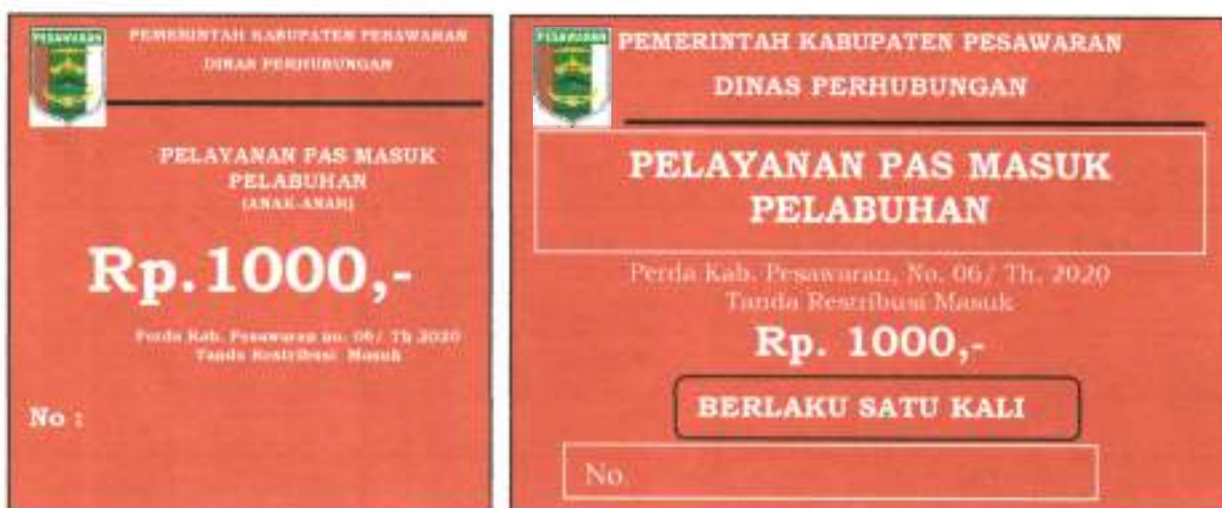 PESAWARAN
PEMERINTAH KABUPATEN PESAWARAN
DINAS PERHUBUNGAN
PELAYANAN PAS MASUK
PELABUHAN
(ANAK-ANAK)
Rp.1000,-
Perda Kab. Pesawaran no. 06/ Th 2020
Tanda Restribusi Masuk
No :
PESAWARAN
PEMERINTAH KABUPATEN PESAWARAN
DINAS PERHUBUNGAN
PELAYANAN PAS MASUK
PELABUHAN
Perda Kab. Pesawaran, No. 06/ Th. 2020
Tanda Restribusi Masuk
Rp. 1000,-
BERLAKU SATU KALI
No